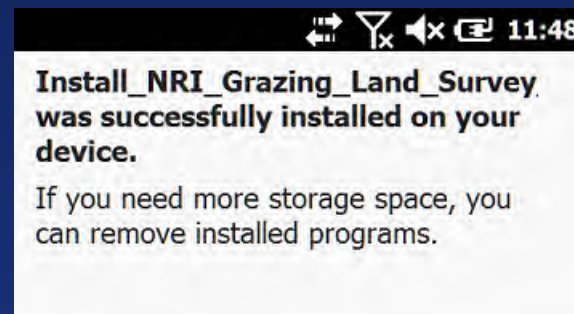 11:48
Install_NRI_Grazing_Land_Survey
was successfully installed on your
device.
If you need more storage space, you
can remove installed programs.